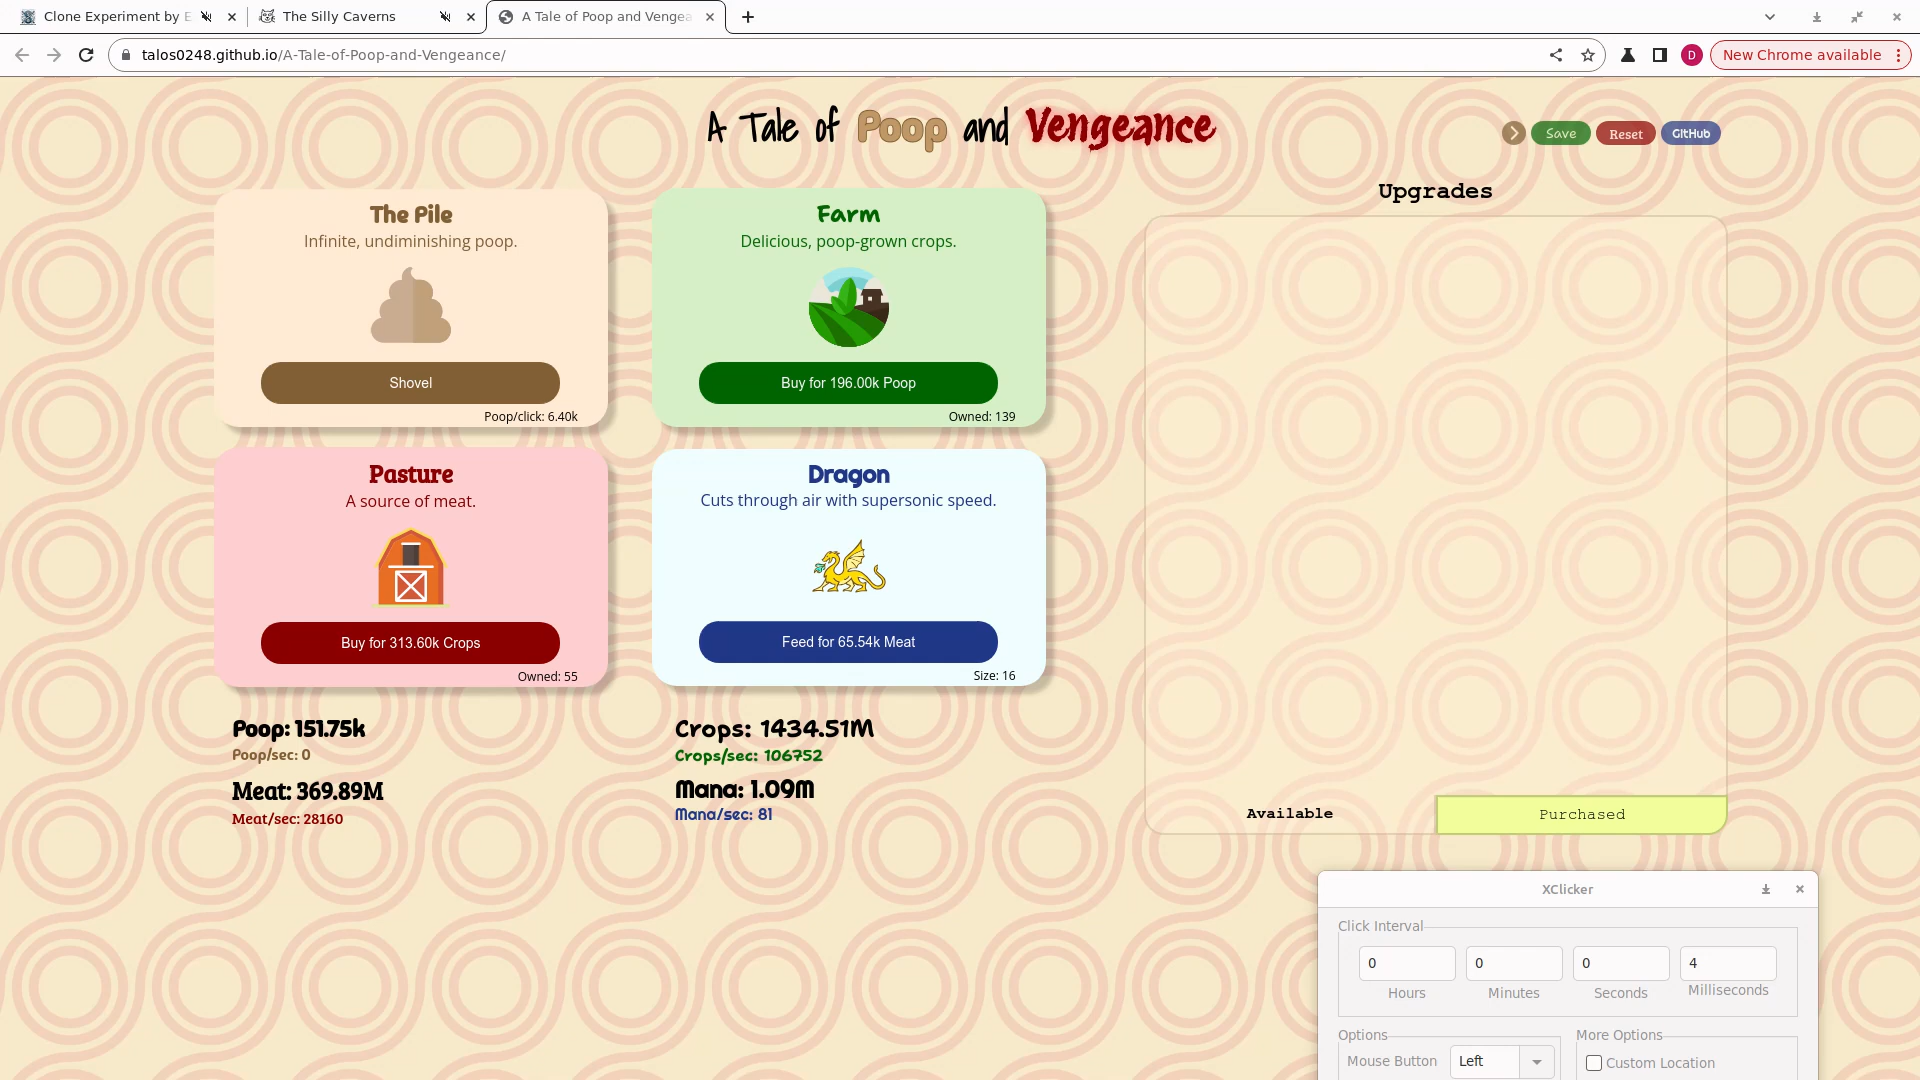 Clone Experiment by E
The Silly Caverns
A Tale of Poop and Vengea
talos0248.github.io/A-Tale-of-Poop-and-Vengeance/
D
New Chrome available
A Tale of Poop and Vengeance
Save
Reset
GitHub
The Pile
Infinite, undiminishing poop.
Shovel
Poop/click: 6.40k
Farm
Delicious, poop-grown crops.
Buy for 196.00k Poop
Owned: 139
Pasture
A source of meat.
Buy for 313.60k Crops
Owned: 55
Dragon
Cuts through air with supersonic speed.
Feed for 65.54k Meat
Size: 16
Poop: 151.75k
Poop/sec: 0
Meat: 369.89M
Meat/sec: 28160
Crops: 1434.51M
Crops/sec: 106752
Mana: 1.09M
Mana/sec: 81
Upgrades
Available
Purchased
XClicker
Click Interval
0
0
0
4
Hours
Minutes
Seconds
Milliseconds
Options
Mouse Button
Left
More Options
Custom Location